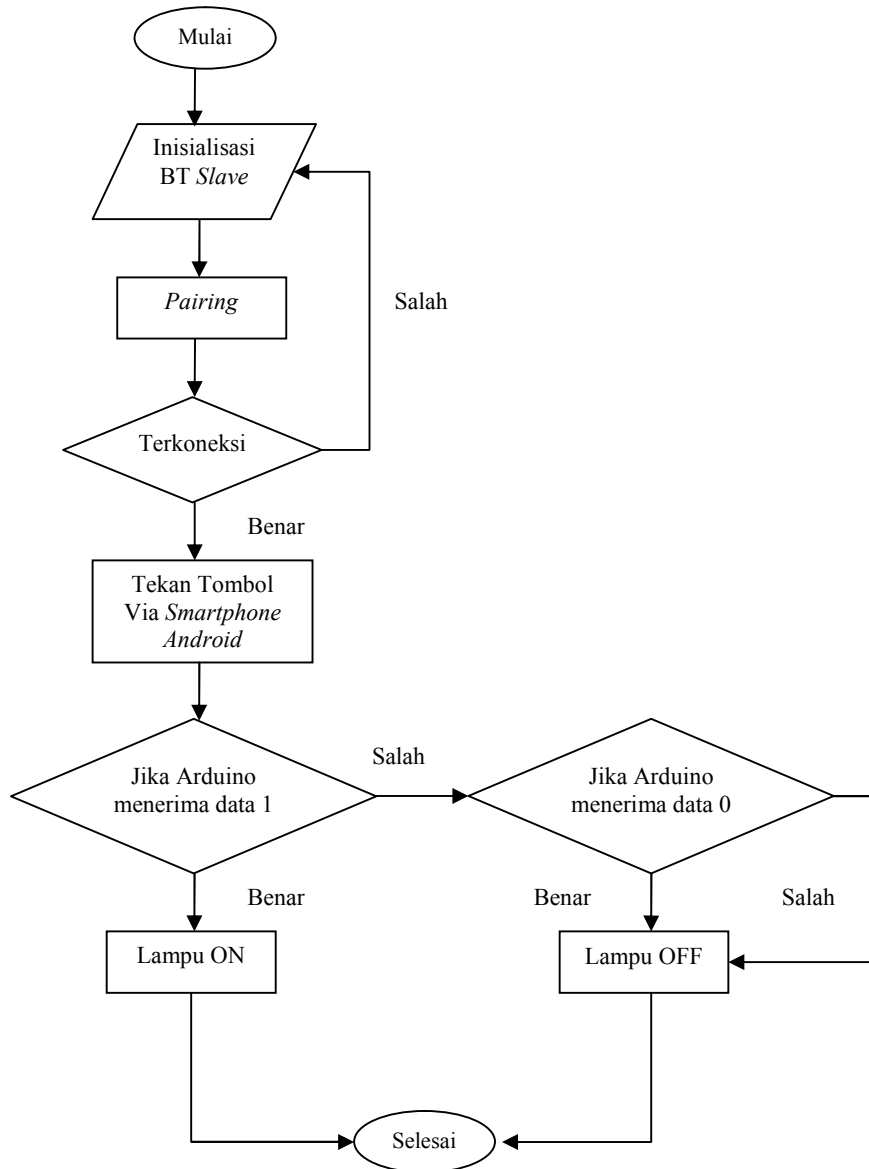 Mulai
Inisialisasi
BT Slave
Pairing
Salah
Terkoneksi
Benar
Tekan Tombol
Via Smartphone
Android
Jika Arduino
menerima data 1
Salah
Jika Arduino
menerima data 0
Benar
Benar
Salah
Lampu ON
Lampu OFF
Selesai